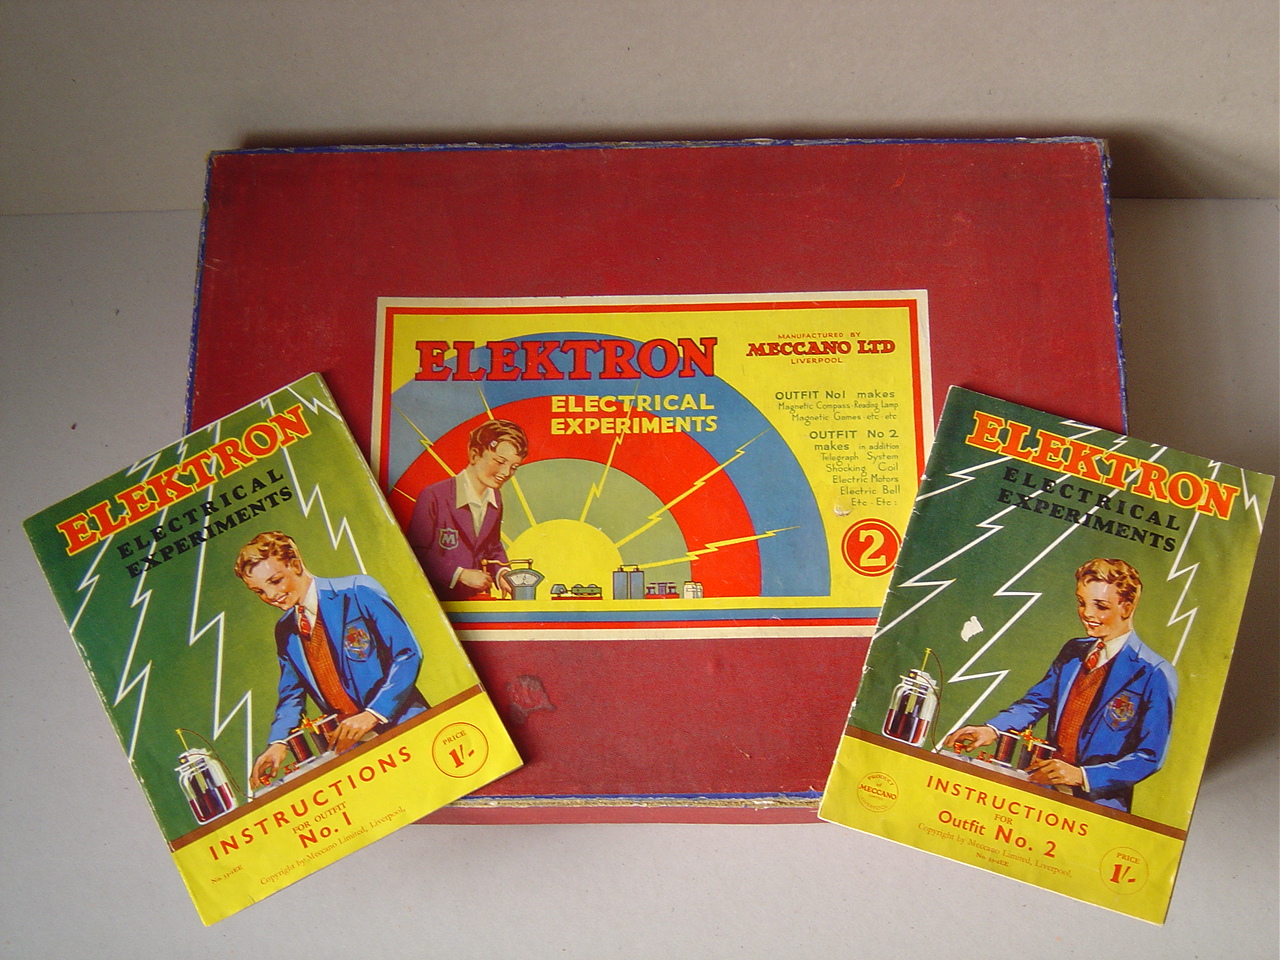 ELEKTRON
ELECTRICAL
EXPERIMENTS
MANUFACTURED BY
MECCANO LTD
LIVERPOOL
OUTFIT No1 makes
Magnetic Compass · Reading Lamp
Magnetic Games · etc · etc
OUTFIT No 2
makes in addition
Telegraph System
Shocking Coil
Electric Motors
Electric Bell
Etc · Etc ·
2
M
ELEKTRON
ELECTRICAL
EXPERIMENTS
PRICE
1/-
INSTRUCTIONS
FOR OUTFIT
No. 1
Copyright by Meccano Limited, Liverpool,
ELEKTRON
ELECTRICAL
EXPERIMENTS
PRODUCT
OF
MECCANO
INSTRUCTIONS
FOR
Outfit No. 2
Copyright by Meccano Limited, Liverpool,
PRICE
1/-